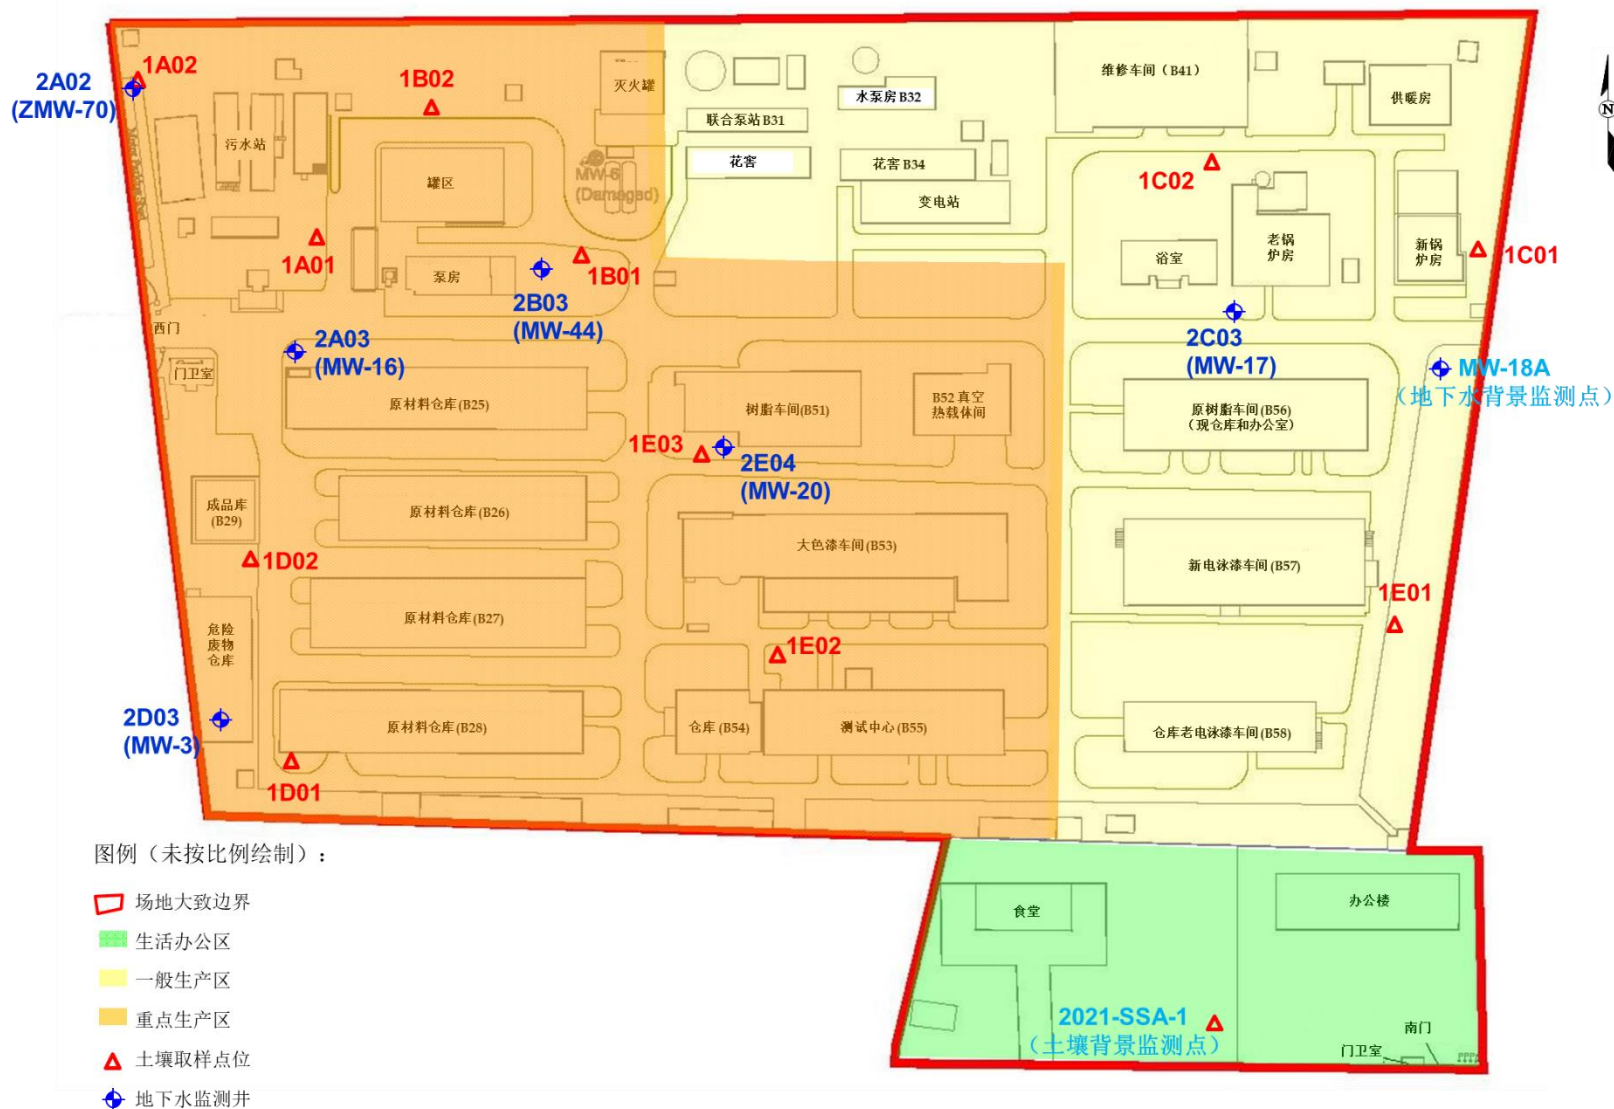 2A02
(ZMW-70)
1A02
1B02
灭火罐
水泵房B32
维修车间（B41）
供暖房
N
污水站
联合泵站B31
花窖
花窖B34
变电站
罐区
MW-6
(Damaged)
1C02
老锅
炉房
新锅
炉房
1C01
浴室
1A01
泵房
1B01
2B03
(MW-44)
西门
门卫室
2A03
(MW-16)
2C03
(MW-17)
MW-18A
（地下水背景监测点）
原材料仓库(B25)
树脂车间(B51)
B52真空
热载体间
原树脂车间(B56)
（现仓库和办公室）
1E03
2E04
(MW-20)
成品库
(B29)
原材料仓库(B26)
大色漆车间(B53)
新电泳漆车间(B57)
1D02
1E01
危险
废物
仓库
原材料仓库(B27)
1E02
2D03
(MW-3)
原材料仓库(B28)
仓库(B54)
测试中心(B55)
仓库老电泳漆车间(B58)
1D01
图例（未按比例绘制）：
场地大致边界
生活办公区
一般生产区
重点生产区
土壤取样点位
地下水监测井
食堂
办公楼
2021-SSA-1
（土壤背景监测点）
南门
门卫室